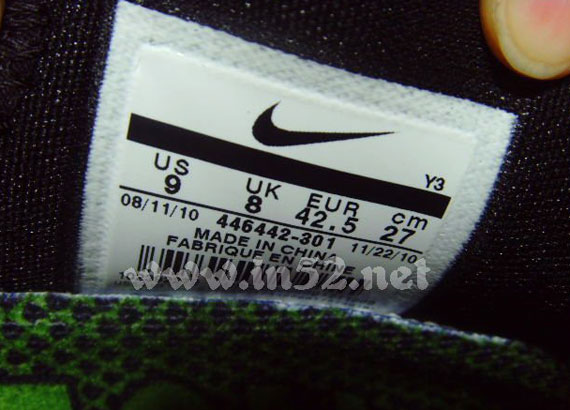 Y3
US UK EUR cm
9 8 42.5 27
08/11/10 446442-301 11/22/10
MADE IN CHINA
FABRIQUE EN CHINE
www.in52.net